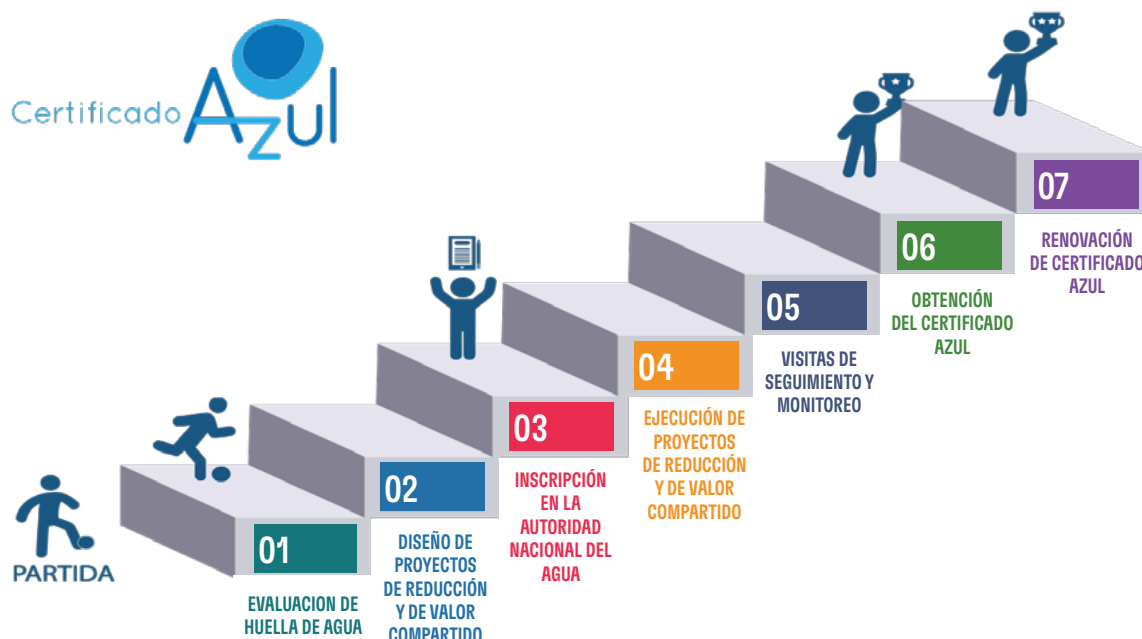 Certificado Azul
PARTIDA
01
EVALUACION DE
HUELLA DE AGUA
02
DISEÑO DE
PROYECTOS
DE REDUCCIÓN
Y DE VALOR
COMPARTIDO
03
INSCRIPCIÓN
EN LA
AUTORIDAD
NACIONAL DEL
AGUA
04
EJECUCIÓN DE
PROYECTOS
DE REDUCCIÓN
Y DE VALOR
COMPARTIDO
05
VISITAS DE
SEGUIMIENTO Y
MONITOREO
06
OBTENCIÓN
DEL CERTIFICADO
AZUL
07
RENOVACIÓN
DE CERTIFICADO
AZUL